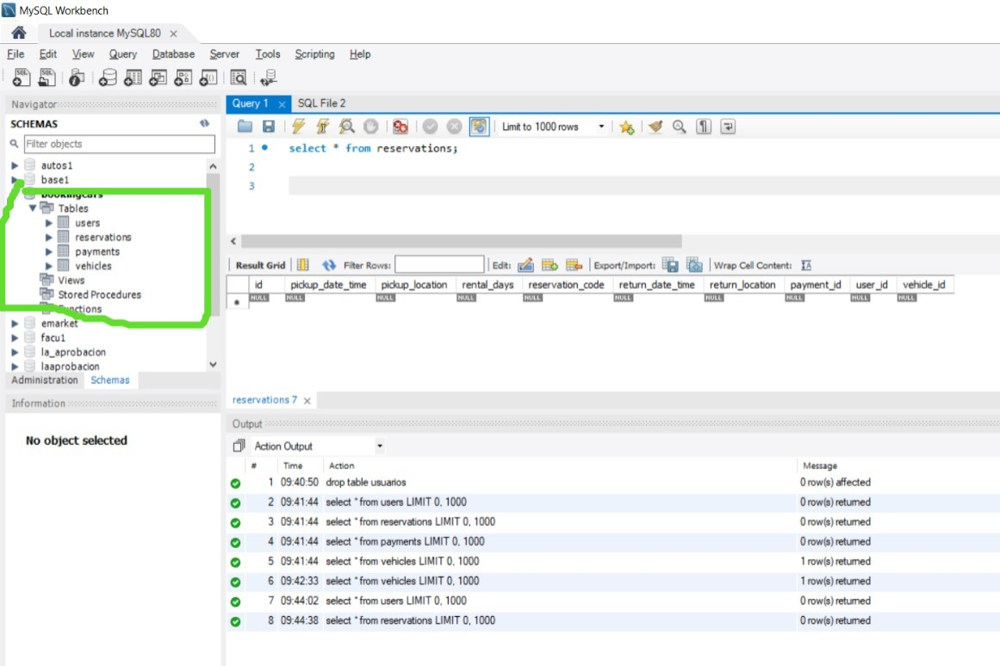 MySQL Workbench
Local instance MySQL80 ×
File Edit View Query Database Server Tools Scripting Help
Navigator
SCHEMAS
Filter objects
autos1
base1
bookingcars
Tables
users
reservations
payments
vehicles
Views
Stored Procedures
Functions
emarket
facu1
la_aprobacion
laaprobacion
Administration Schemas
Information
No object selected
Query 1 × SQL File 2
Limit to 1000 rows
1 select * from reservations;
2
3
Result Grid Filter Rows: Edit: Export/Import: Wrap Cell Content:
id pickup_date_time pickup_location rental_days reservation_code return_date_time return_location payment_id user_id vehicle_id
NULL NULL NULL NULL NULL NULL NULL NULL NULL NULL
reservations 7 ×
Output
Action Output
# Time Action Message
1 09:40:50 drop table usuarios 0 row(s) affected
2 09:41:44 select * from users LIMIT 0, 1000 0 row(s) returned
3 09:41:44 select * from reservations LIMIT 0, 1000 0 row(s) returned
4 09:41:44 select * from payments LIMIT 0, 1000 0 row(s) returned
5 09:41:44 select * from vehicles LIMIT 0, 1000 1 row(s) returned
6 09:42:33 select * from vehicles LIMIT 0, 1000 1 row(s) returned
7 09:44:02 select * from users LIMIT 0, 1000 0 row(s) returned
8 09:44:38 select * from reservations LIMIT 0, 1000 0 row(s) returned